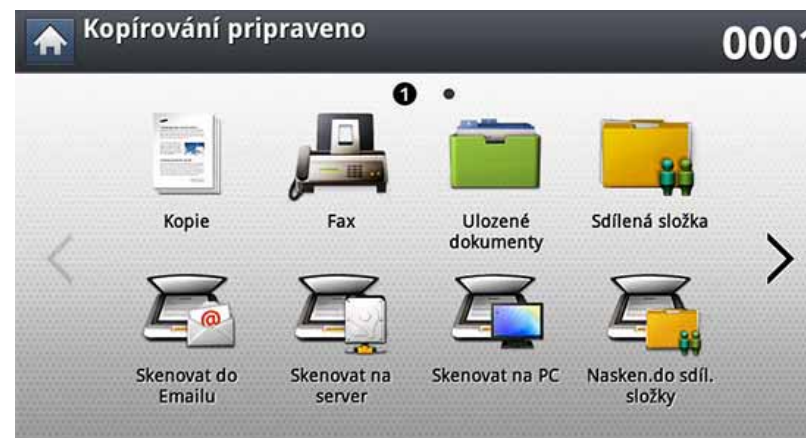 Kopírování pripraveno
0001
1
Kopie
Fax
Ulozené
dokumenty
Sdílená složka
@
Skenovat do
Emailu
Skenovat na
server
Skenovat na PC
Nasken.do sdíl.
složky